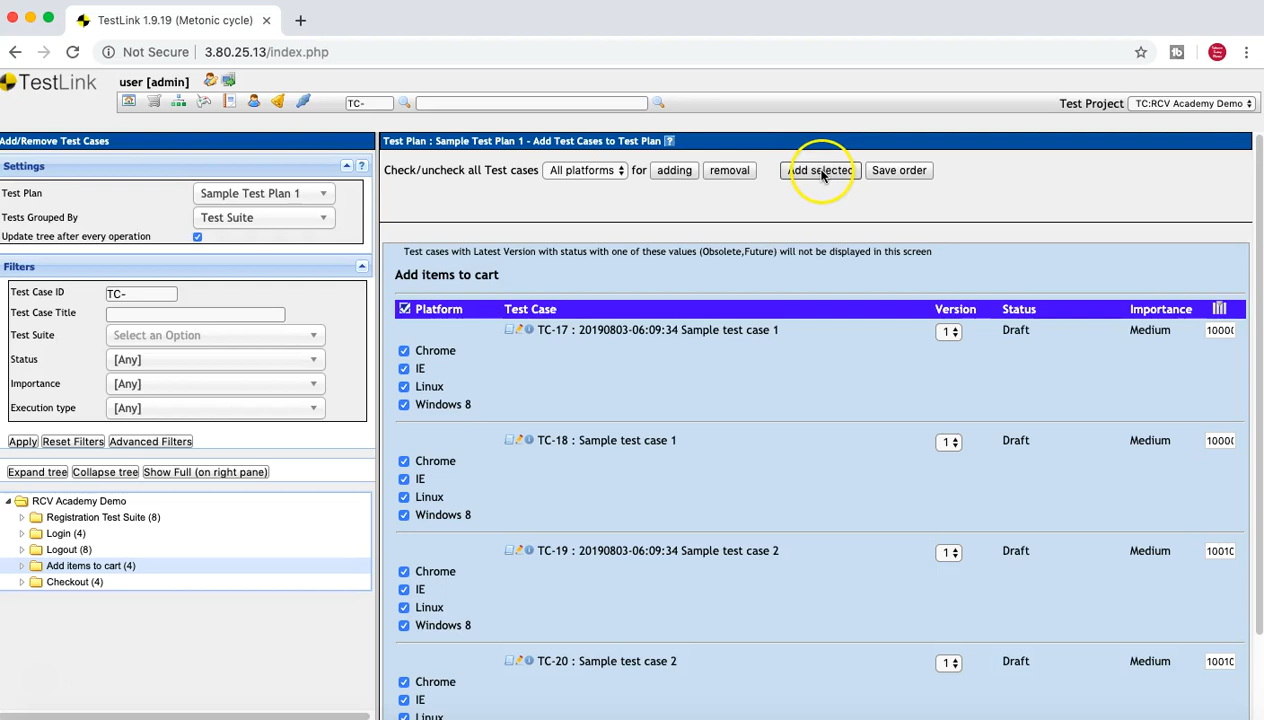 TestLink 1.9.19 (Metonic cycle)
Not Secure 3.80.25.13/index.php
TestLink user [admin]
TC-
Test Project TC:RCV Academy Demo
Add/Remove Test Cases
Settings
Test Plan Sample Test Plan 1
Tests Grouped By Test Suite
Update tree after every operation
Filters
Test Case ID TC-
Test Case Title
Test Suite Select an Option
Status [Any]
Importance [Any]
Execution type [Any]
Apply Reset Filters Advanced Filters
Expand tree Collapse tree Show Full (on right pane)
RCV Academy Demo
Registration Test Suite (8)
Login (4)
Logout (8)
Add items to cart (4)
Checkout (4)
Test Plan : Sample Test Plan 1 - Add Test Cases to Test Plan ?
Check/uncheck all Test cases All platforms for adding removal Add selected Save order
Test cases with Latest Version with status with one of these values (Obsolete,Future) will not be displayed in this screen
Add items to cart
Platform Test Case Version Status Importance
TC-17 : 20190803-06:09:34 Sample test case 1 1 Draft Medium 1000
Chrome
IE
Linux
Windows 8
TC-18 : Sample test case 1 1 Draft Medium 1000
Chrome
IE
Linux
Windows 8
TC-19 : 20190803-06:09:34 Sample test case 2 1 Draft Medium 1001
Chrome
IE
Linux
Windows 8
TC-20 : Sample test case 2 1 Draft Medium 1001
Chrome
IE
Linux